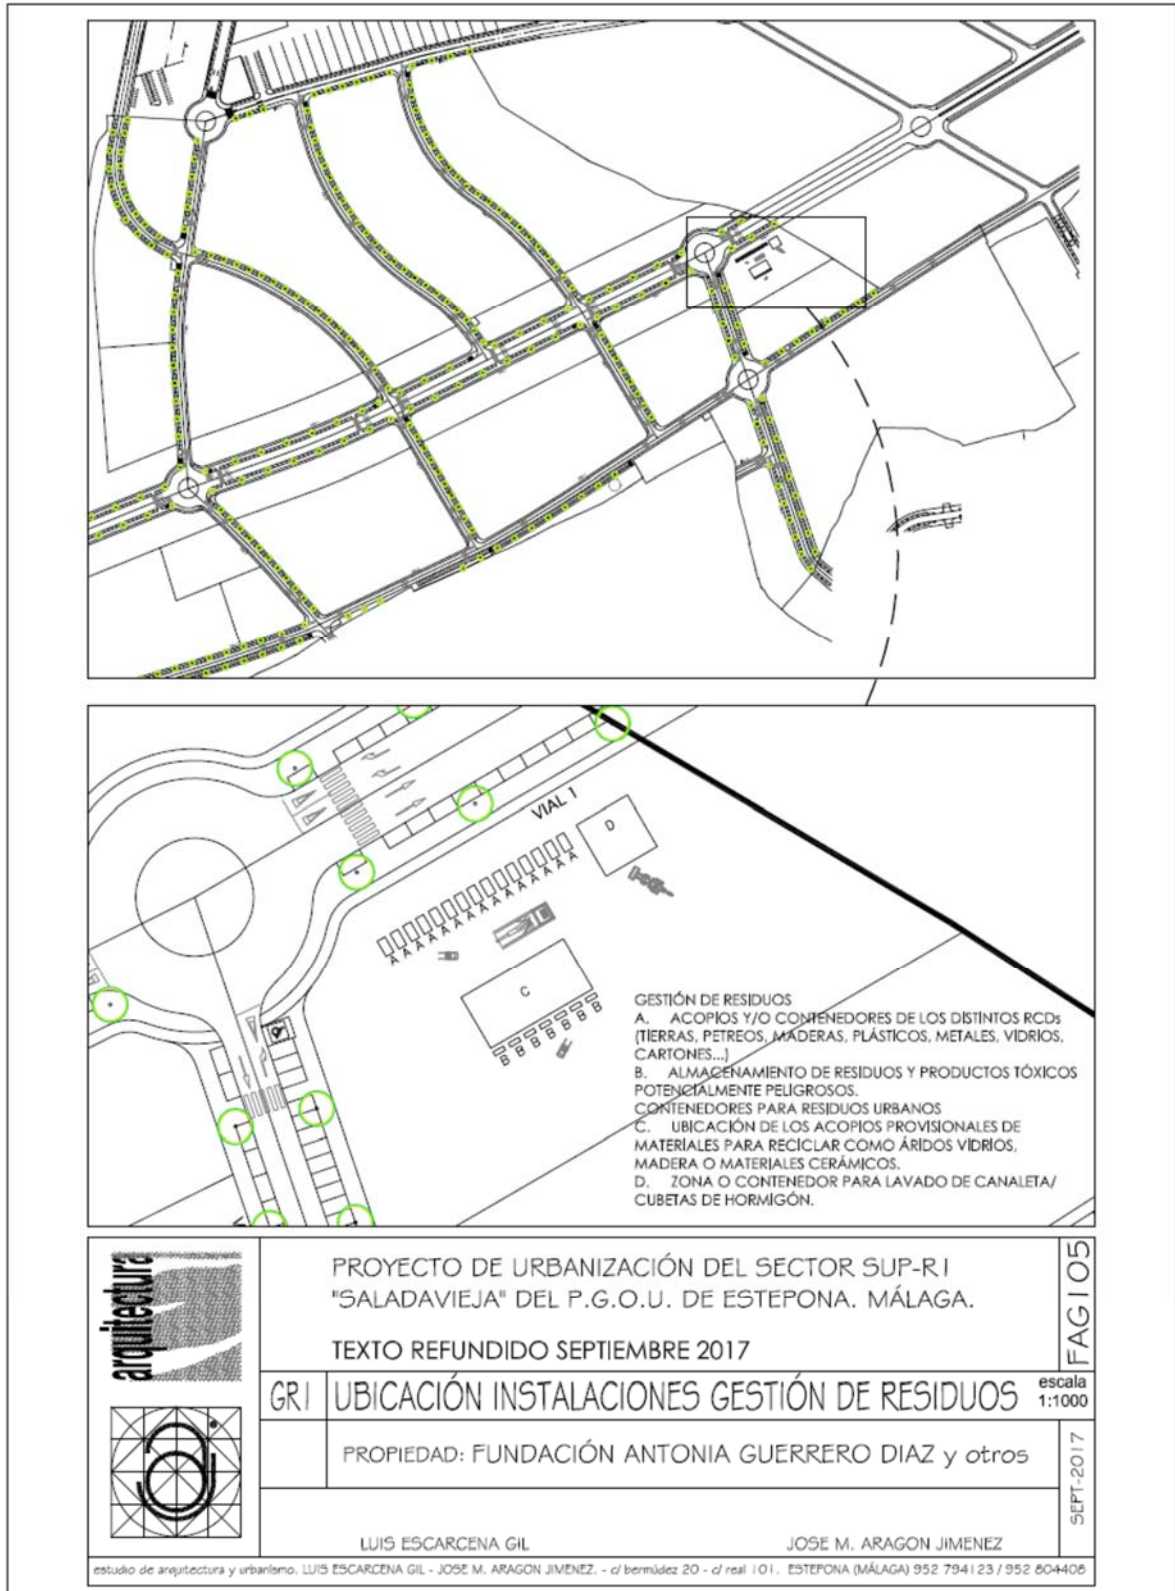 VIAL 1
D
A A A A A A A A A A A A A A A
C
B B B B B B B
GESTIÓN DE RESIDUOS
A. ACOPIOS Y/O CONTENEDORES DE LOS DISTINTOS RCDs
(TIERRAS, PETREOS, MADERAS, PLÁSTICOS, METALES, VIDRIOS,
CARTONES...)
B. ALMACENAMIENTO DE RESIDUOS Y PRODUCTOS TÓXICOS
POTENCIALMENTE PELIGROSOS.
CONTENEDORES PARA RESIDUOS URBANOS
C. UBICACIÓN DE LOS ACOPIOS PROVISIONALES DE
MATERIALES PARA RECICLAR COMO ÁRIDOS VIDRIOS,
MADERA O MATERIALES CERÁMICOS.
D. ZONA O CONTENEDOR PARA LAVADO DE CANALETA/
CUBETAS DE HORMIGÓN.
arquitectura
PROYECTO DE URBANIZACIÓN DEL SECTOR SUP-R1
"SALADAVIEJA" DEL P.G.O.U. DE ESTEPONA. MÁLAGA.
TEXTO REFUNDIDO SEPTIEMBRE 2017
FAG105
GR1
UBICACIÓN INSTALACIONES GESTIÓN DE RESIDUOS
escala
1:1000
PROPIEDAD: FUNDACIÓN ANTONIA GUERRERO DIAZ y otros
SEPT-2017
LUIS ESCARCENA GIL
JOSE M. ARAGON JIMENEZ
estudio de arquitectura y urbanismo. LUIS ESCARCENA GIL - JOSE M. ARAGON JIMENEZ. - c/ bermúdez 20 - c/ real 101. ESTEPONA (MÁLAGA) 952 794123 / 952 804408